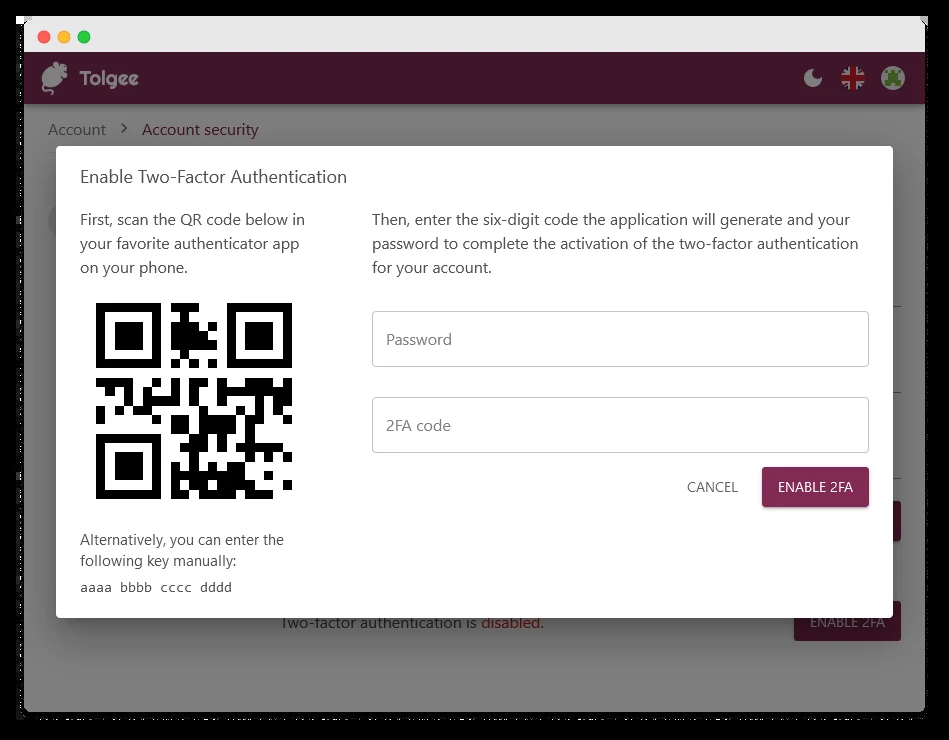 Tolgee
Account > Account security
Enable Two-Factor Authentication
First, scan the QR code below in
your favorite authenticator app
on your phone.
Then, enter the six-digit code the application will generate and your
password to complete the activation of the two-factor authentication
for your account.
Password
2FA code
CANCEL
ENABLE 2FA
Alternatively, you can enter the
following key manually:
aaaa bbbb cccc dddd
Two-factor authentication is disabled.
ENABLE 2FA